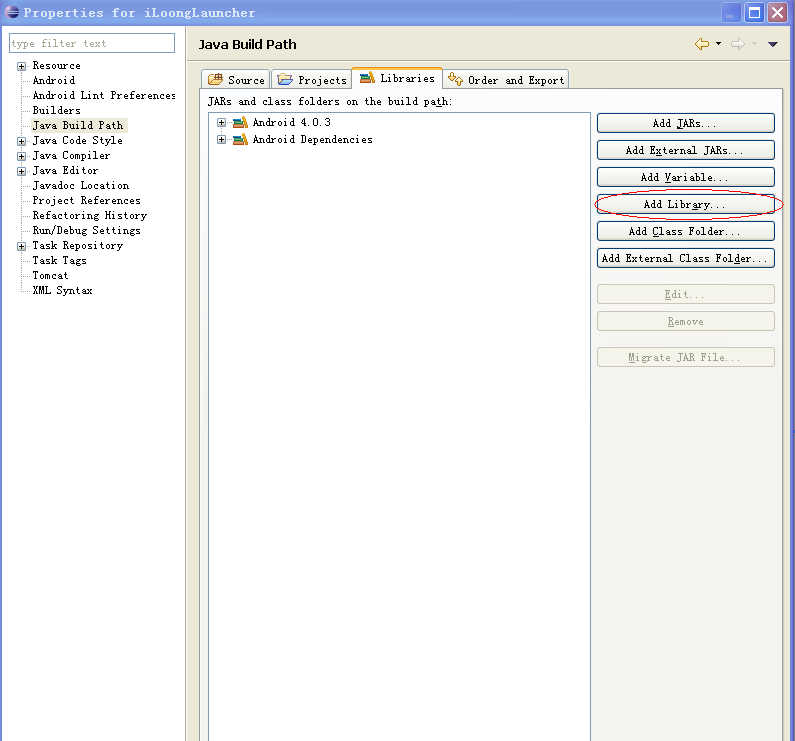 Properties for iLoongLauncher
type filter text
Resource
Android
Android Lint Preferences
Builders
Java Build Path
Java Code Style
Java Compiler
Java Editor
Javadoc Location
Project References
Refactoring History
Run/Debug Settings
Task Repository
Task Tags
Tomcat
XML Syntax
Java Build Path
Source Projects Libraries Order and Export
JARs and class folders on the build path:
Android 4.0.3
Android Dependencies
Add JARs...
Add External JARs...
Add Variable...
Add Library...
Add Class Folder...
Add External Class Folder...
Edit...
Remove
Migrate JAR File...